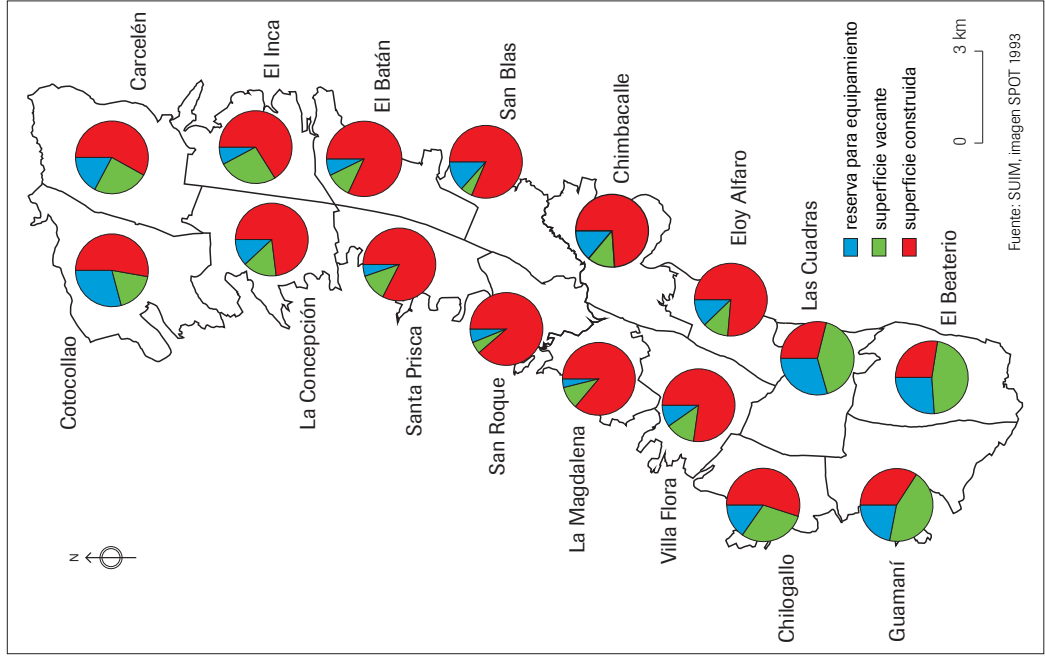 Carcelén
El Inca
El Batán
San Blas
Chimbacalle
Eloy Alfaro
Las Cuadras
El Beaterio
Cotocollao
La Concepción
Santa Prisca
San Roque
La Magdalena
Villa Flora
Chilogallo
Guamaní
N
reserva para equipamiento
superficie vacante
superficie construida
0 3 km
Fuente: SUIM, imagen SPOT 1993